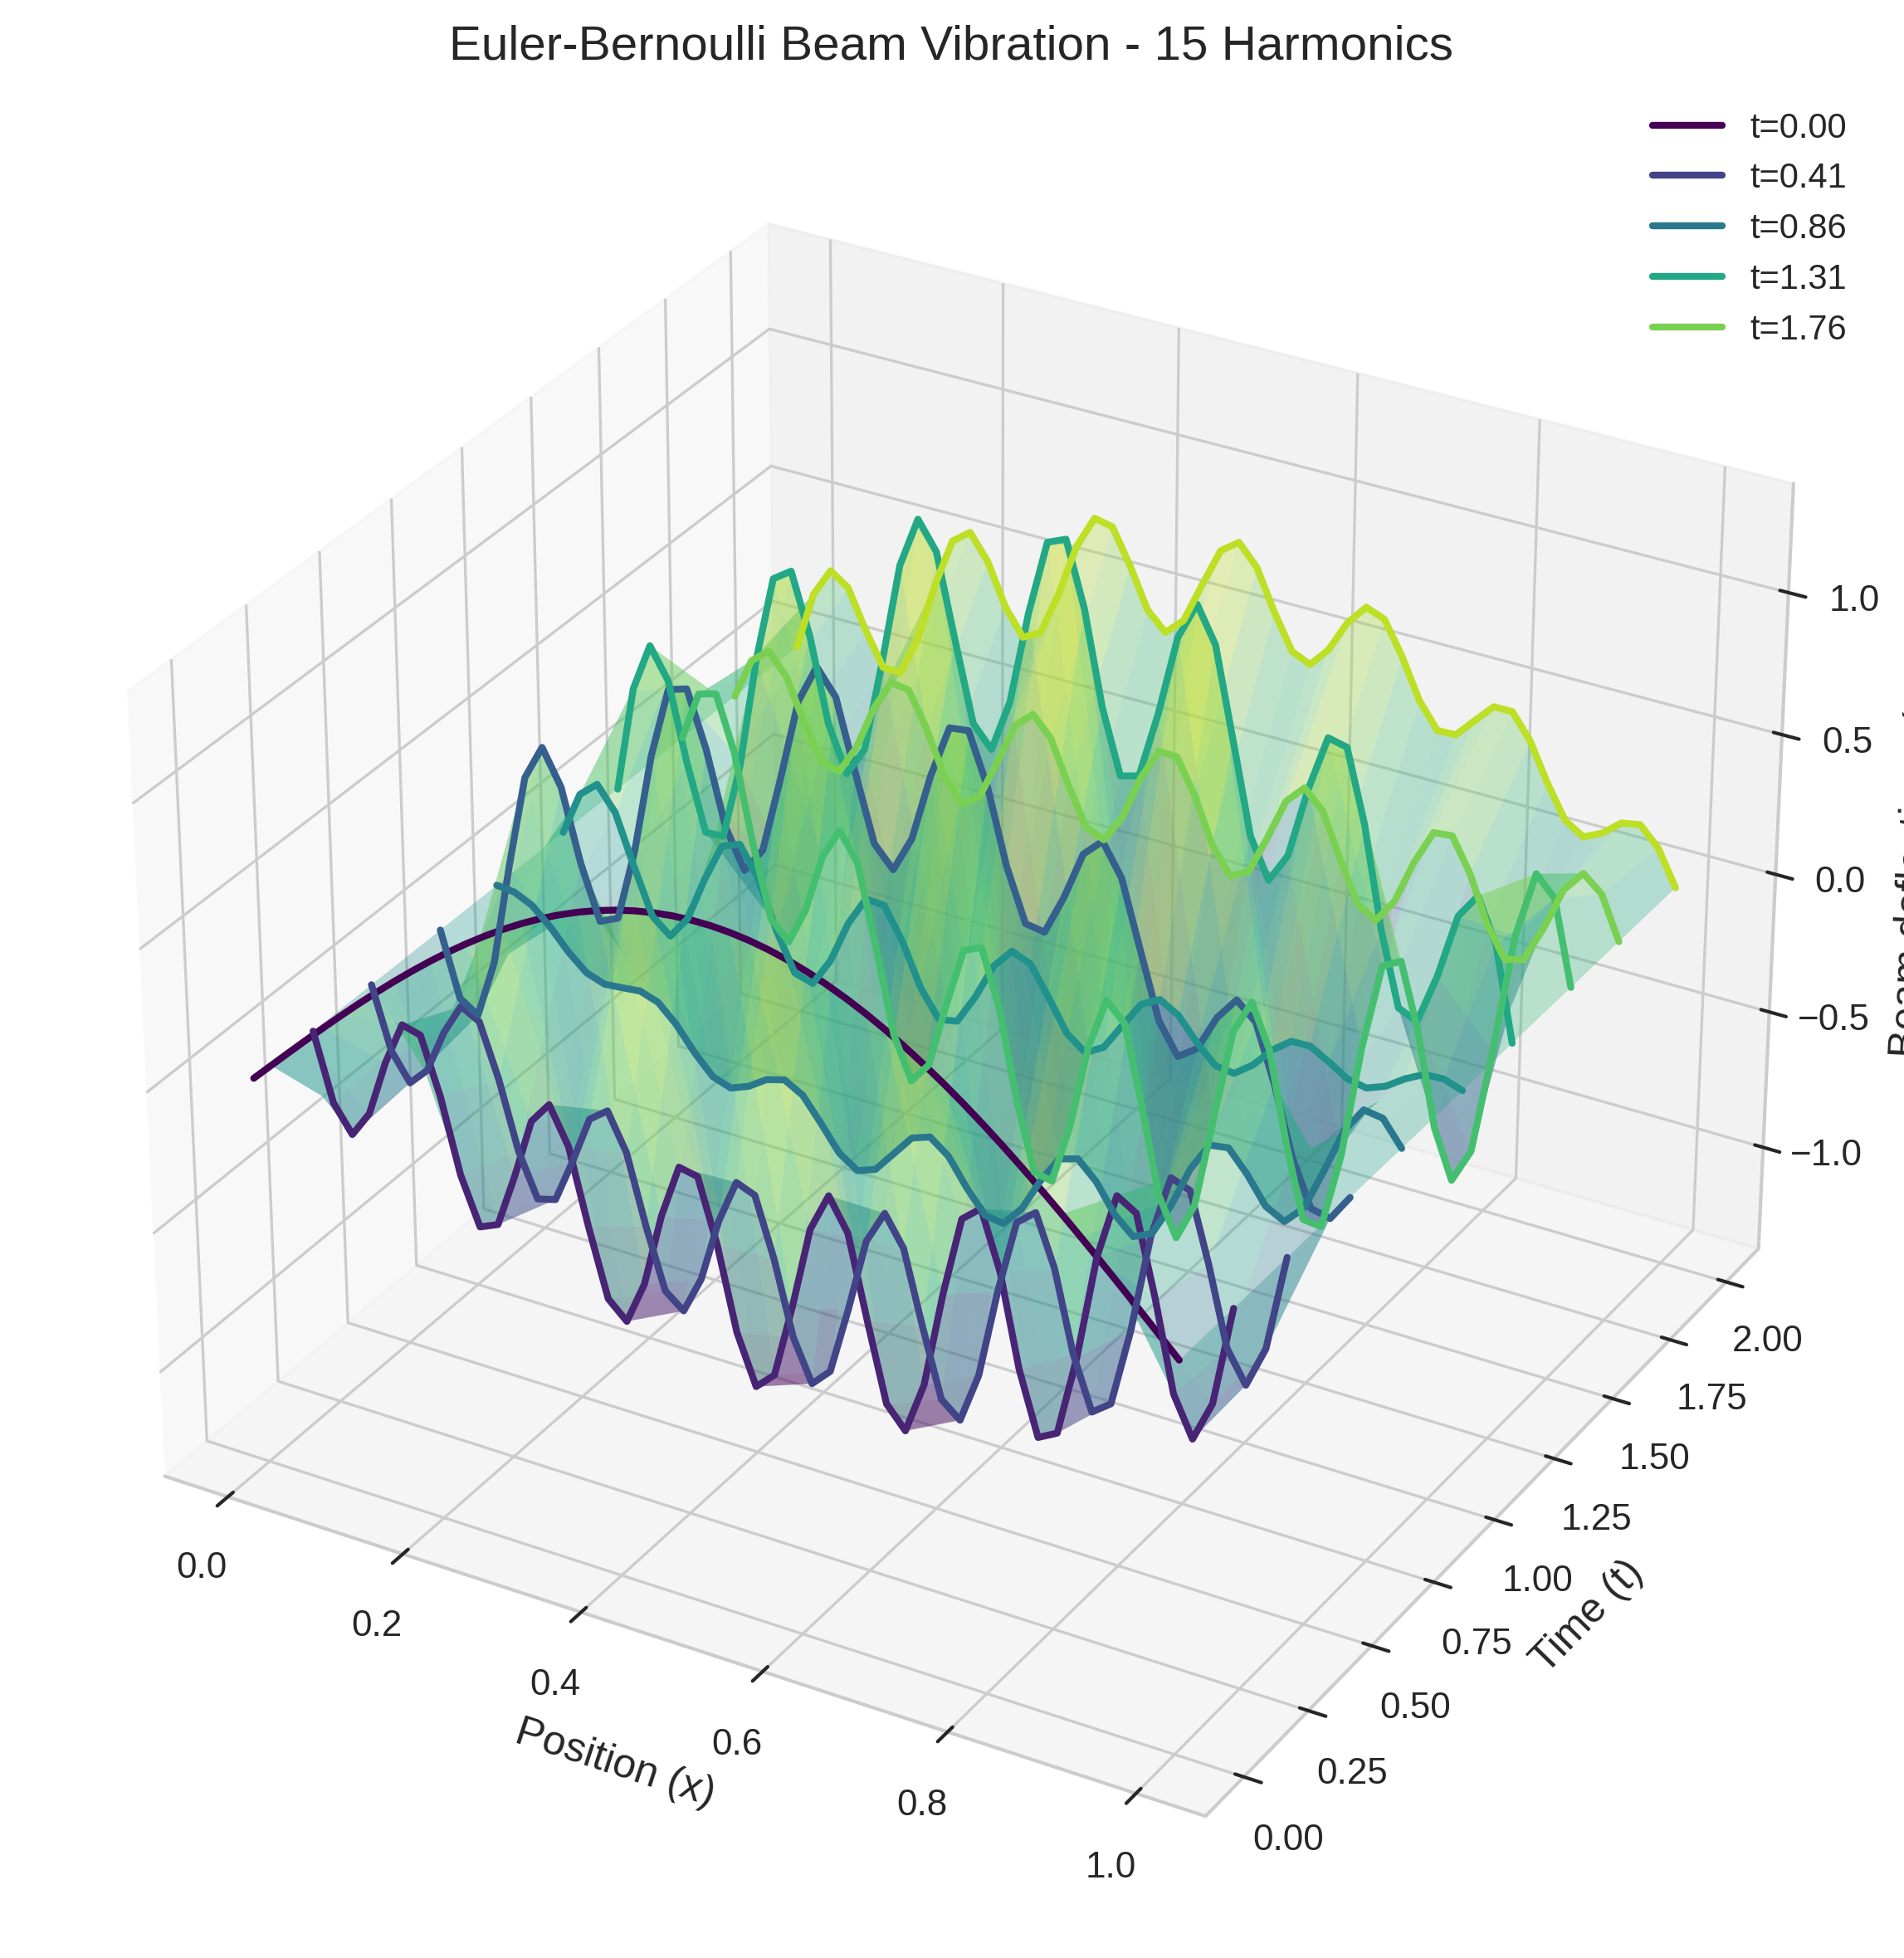 Euler-Bernoulli Beam Vibration - 15 Harmonics
t=0.00
t=0.41
t=0.86
t=1.31
t=1.76
1.0
0.5
0.0
−0.5
−1.0
Beam
2.00
1.75
1.50
1.25
1.00
0.75
0.50
0.25
0.00
Time (t)
0.0
0.2
0.4
0.6
0.8
1.0
Position (x)